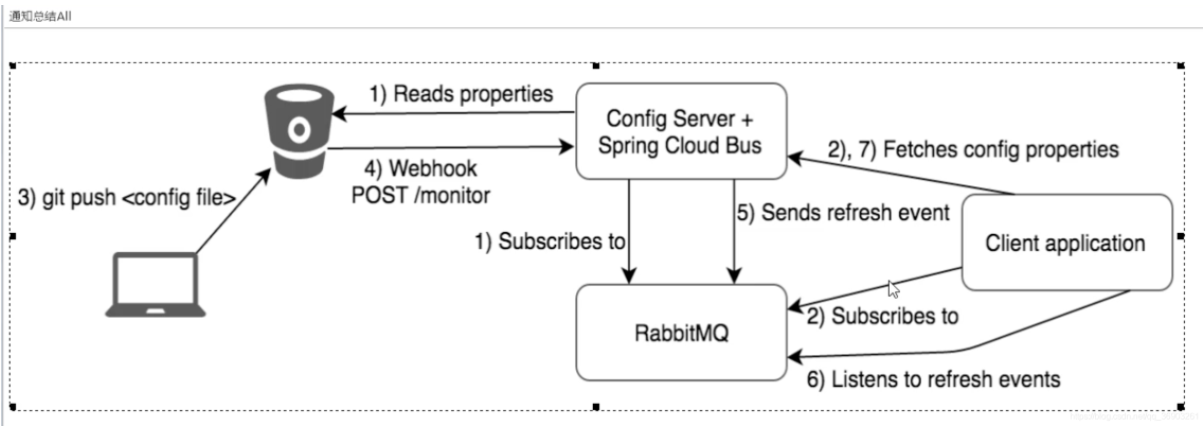 通知总结All
1) Reads properties
Config Server +
Spring Cloud Bus
2), 7) Fetches config properties
4) Webhook
POST /monitor
3) git push <config file>
5) Sends refresh event
1) Subscribes to
Client application
2) Subscribes to
RabbitMQ
6) Listens to refresh events